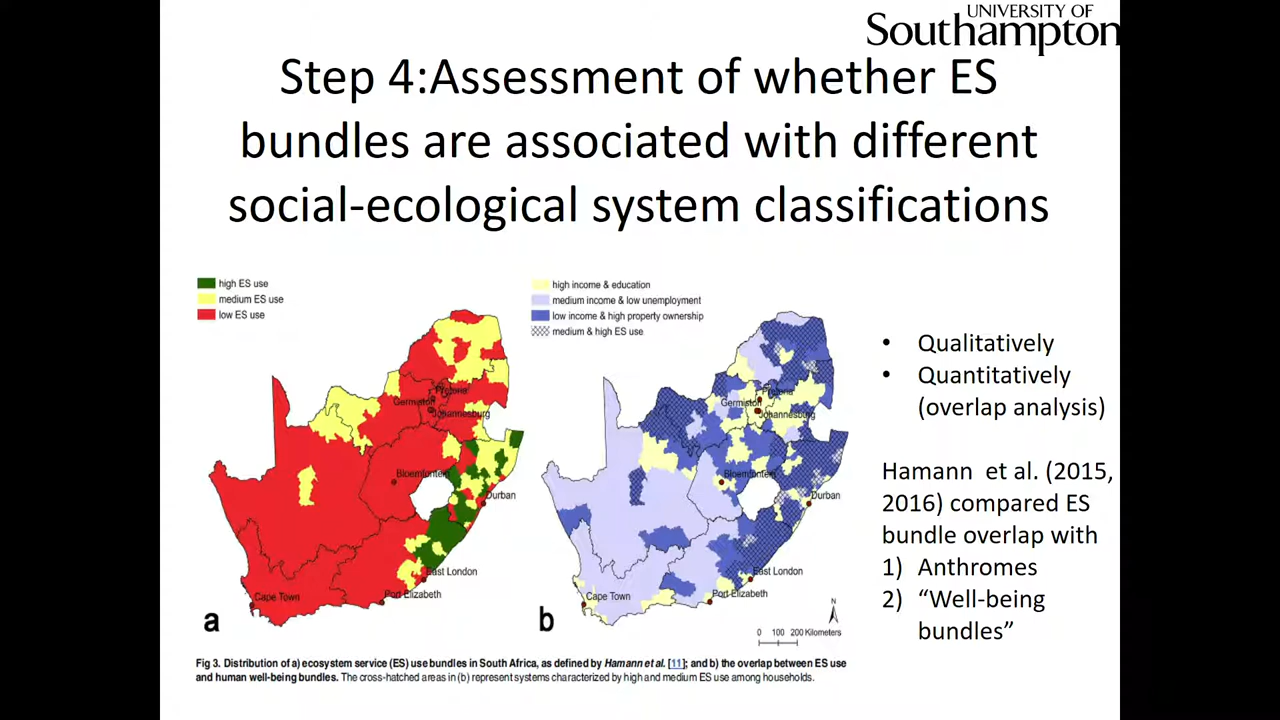 UNIVERSITY OF
Southampton
Step 4:Assessment of whether ES
bundles are associated with different
social-ecological system classifications
high ES use
medium ES use
low ES use
Pretoria
Germiston
Johannesburg
Bloemfontein
Durban
East London
Port Elizabeth
Cape Town
a
high income & education
medium income & low unemployment
low income & high property ownership
medium & high ES use
Pretoria
Germiston
Johannesburg
Bloemfontein
Durban
East London
Port Elizabeth
Cape Town
b
N
0 100 200 Kilometers
Fig 3. Distribution of a) ecosystem service (ES) use bundles in South Africa, as defined by Hamann et al. [11]; and b) the overlap between ES use
and human well-being bundles. The cross-hatched areas in (b) represent systems characterized by high and medium ES use among households.
• Qualitatively
• Quantitatively
(overlap analysis)
Hamann et al. (2015,
2016) compared ES
bundle overlap with
1) Anthromes
2) “Well-being
bundles”